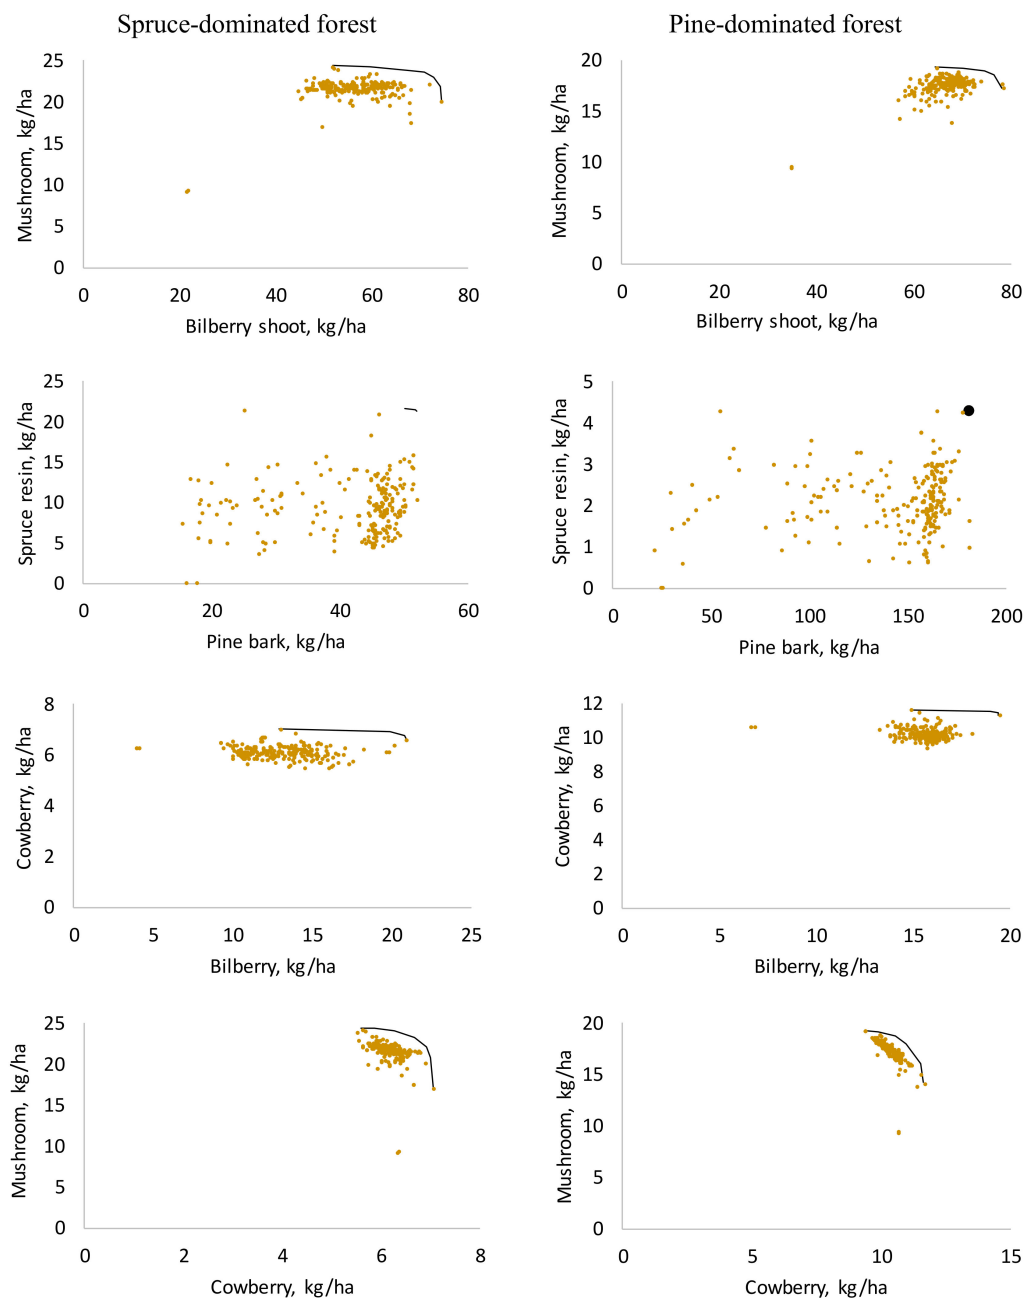 Spruce-dominated forest
Pine-dominated forest
Mushroom, kg/ha
25
20
15
10
5
0
0 20 40 60 80
Bilberry shoot, kg/ha
Mushroom, kg/ha
20
15
10
5
0
0 20 40 60 80
Bilberry shoot, kg/ha
Spruce resin, kg/ha
25
20
15
10
5
0
0 20 40 60
Pine bark, kg/ha
Spruce resin, kg/ha
5
4
3
2
1
0
0 50 100 150 200
Pine bark, kg/ha
Cowberry, kg/ha
8
6
4
2
0
0 5 10 15 20 25
Bilberry, kg/ha
Cowberry, kg/ha
12
10
8
6
4
2
0
0 5 10 15 20
Bilberry, kg/ha
Mushroom, kg/ha
25
20
15
10
5
0
0 2 4 6 8
Cowberry, kg/ha
Mushroom, kg/ha
20
15
10
5
0
0 5 10 15
Cowberry, kg/ha